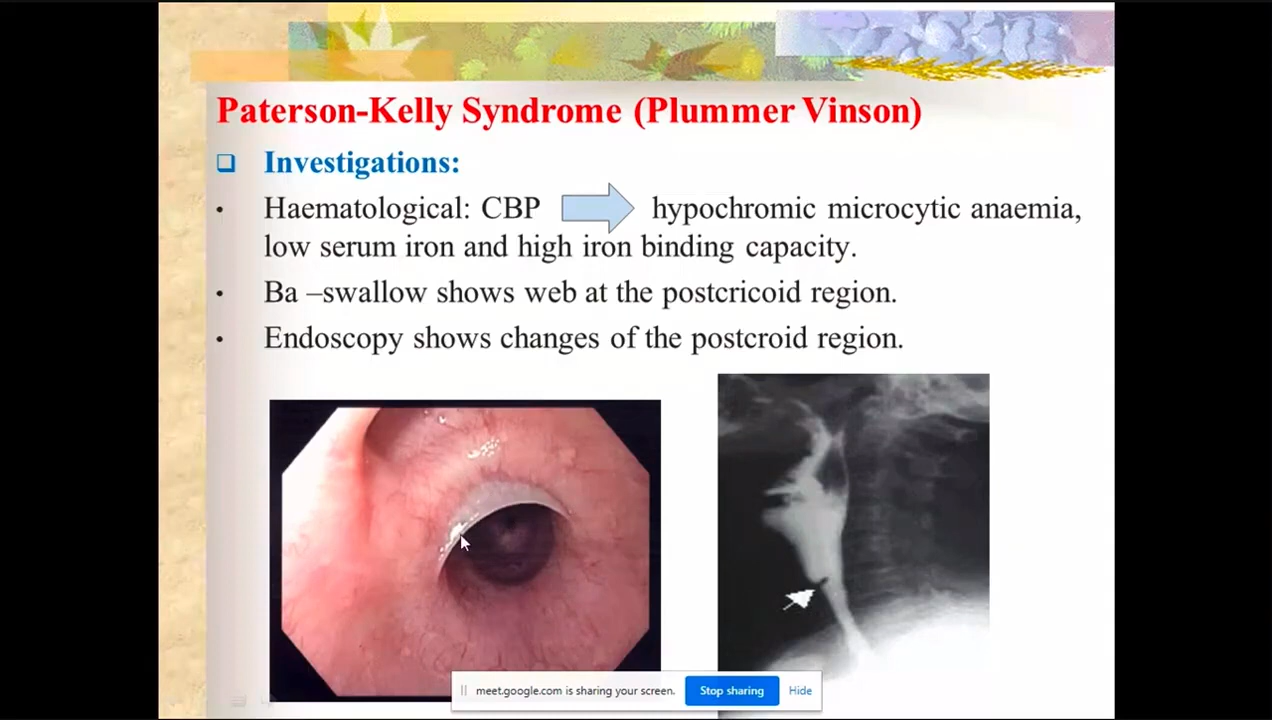 Paterson-Kelly Syndrome (Plummer Vinson)
Investigations:
Haematological: CBP hypochromic microcytic anaemia,
low serum iron and high iron binding capacity.
Ba –swallow shows web at the postcricoid region.
Endoscopy shows changes of the postcroid region.
meet.google.com is sharing your screen. Stop sharing Hide